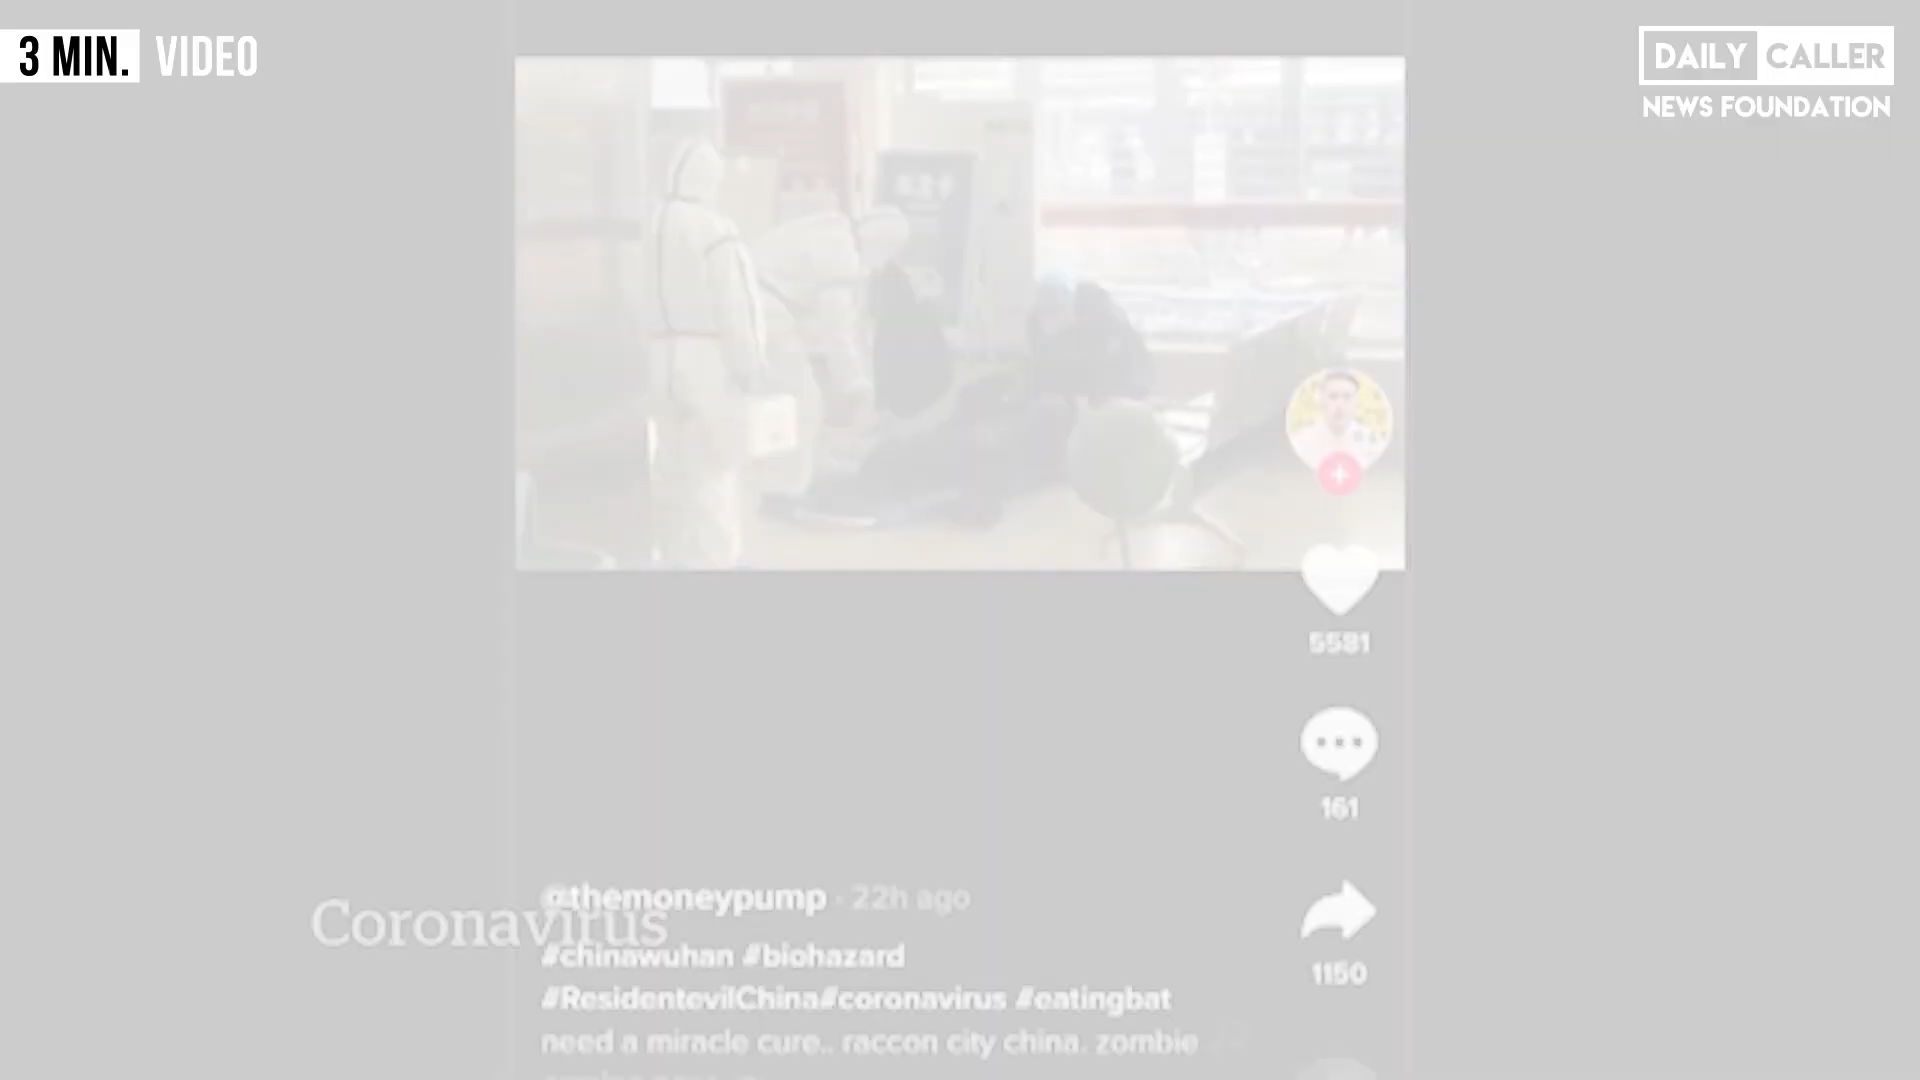 3 MIN. VIDEO
DAILY CALLER
NEWS FOUNDATION
5581
161
1150
@themoneypump · 22h ago
Coronavirus
#chinawuhan #biohazard
#ResidentevilChina#coronavirus #eatingbat
need a miracle cure.. raccon city china. zombie